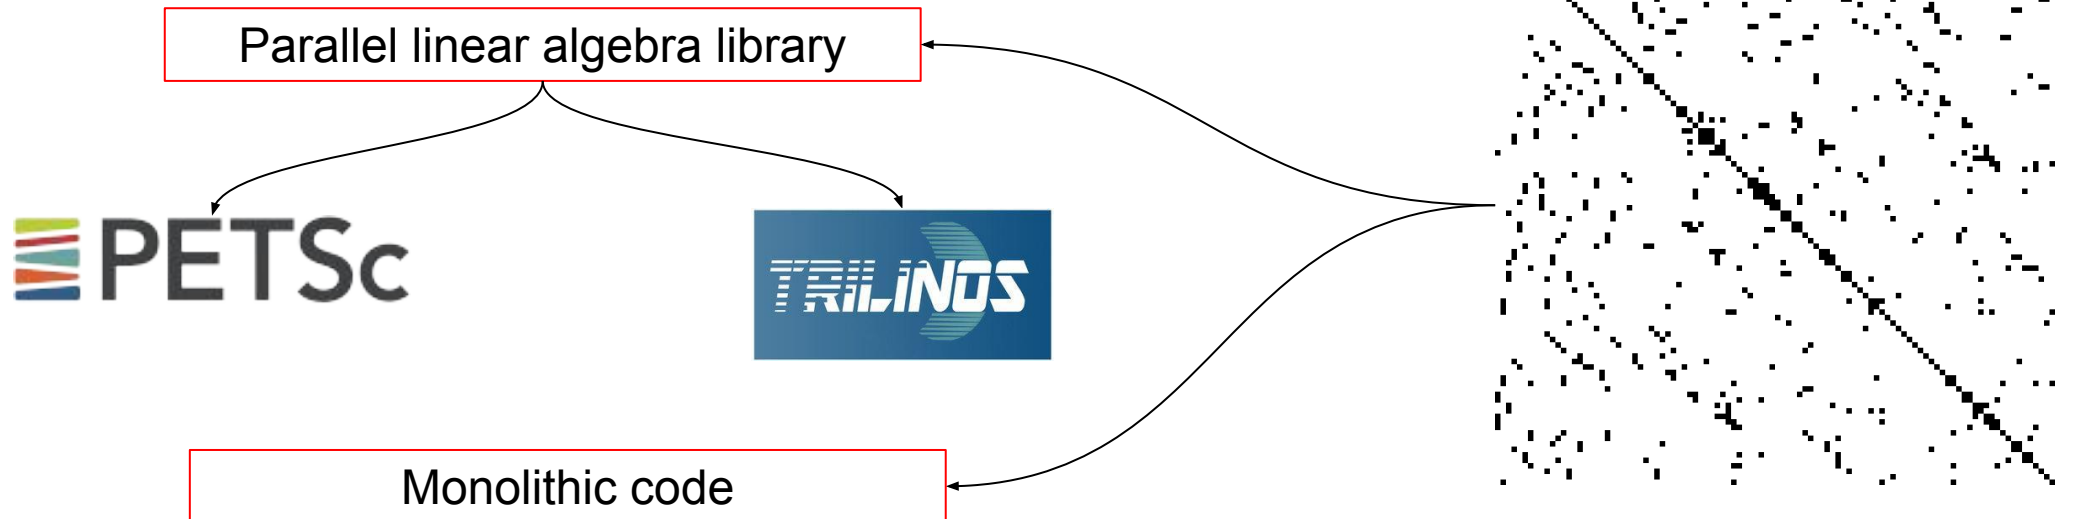 Parallel linear algebra library
PETSc
TRILINOS
Monolithic code